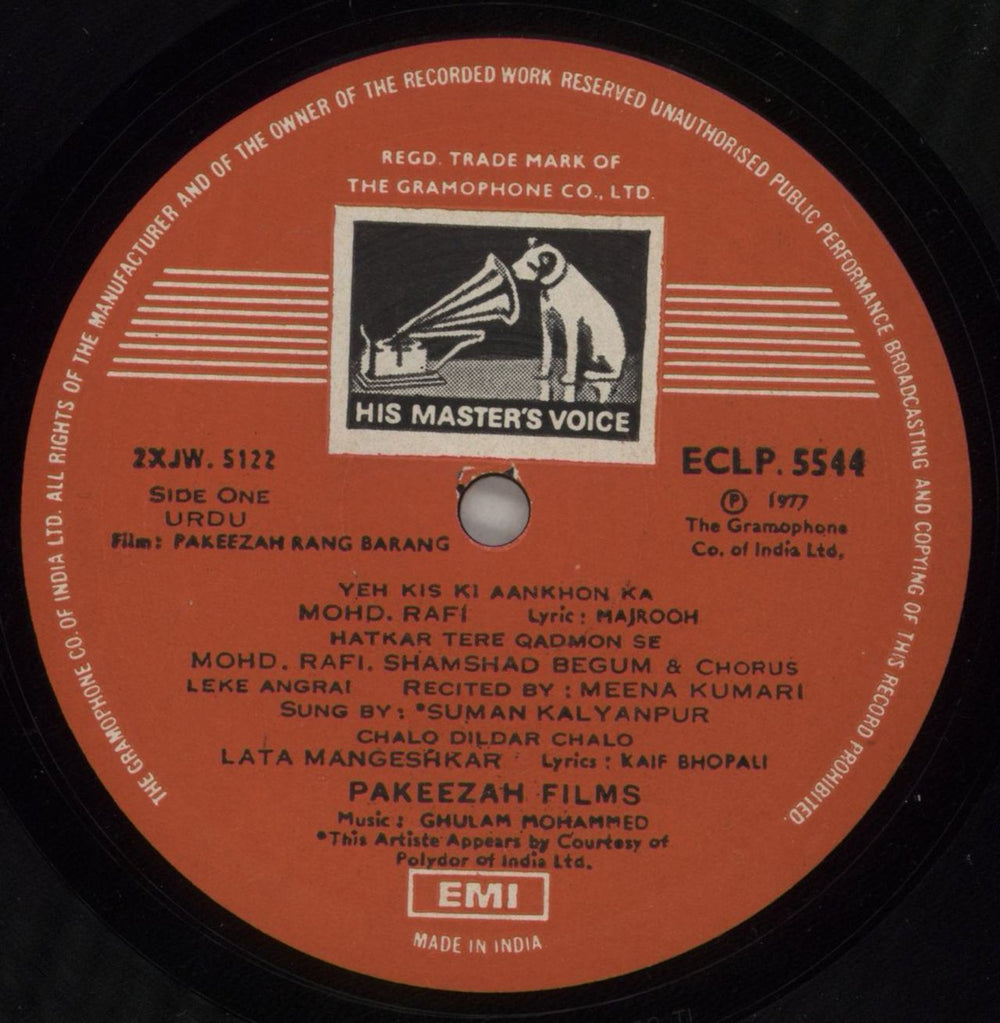 THE GRAMOPHONE CO. OF INDIA LTD. ALL RIGHTS OF THE MANUFACTURER AND OF THE OWNER OF THE RECORDED WORK RESERVED UNAUTHORISED PUBLIC PERFORMANCE BROADCASTING AND COPYING OF THIS RECORD PROHIBITED.
REGD. TRADE MARK OF
THE GRAMOPHONE CO., LTD.
HIS MASTER'S VOICE
2XJW. 5122
ECLP. 5544
SIDE ONE
Ⓟ 1977
URDU
The Gramophone
Film: PAKEEZAH RANG BARANG
Co. of India Ltd.
YEH KIS KI AANKHON KA
MOHD. RAFI Lyric: MAJROOH
HATKAR TERE QADMON SE
MOHD. RAFI. SHAMSHAD BEGUM & CHORUS
LEKE ANGRAI RECITED BY: MEENA KUMARI
SUNG BY: *SUMAN KALYANPUR
CHALO DILDAR CHALO
LATA MANGESHKAR Lyrics: KAIF BHOPALI
PAKEEZAH FILMS
Music: GHULAM MOHAMMED
*This Artiste Appears by Courtesy of
Polydor of India Ltd.
EMI
MADE IN INDIA